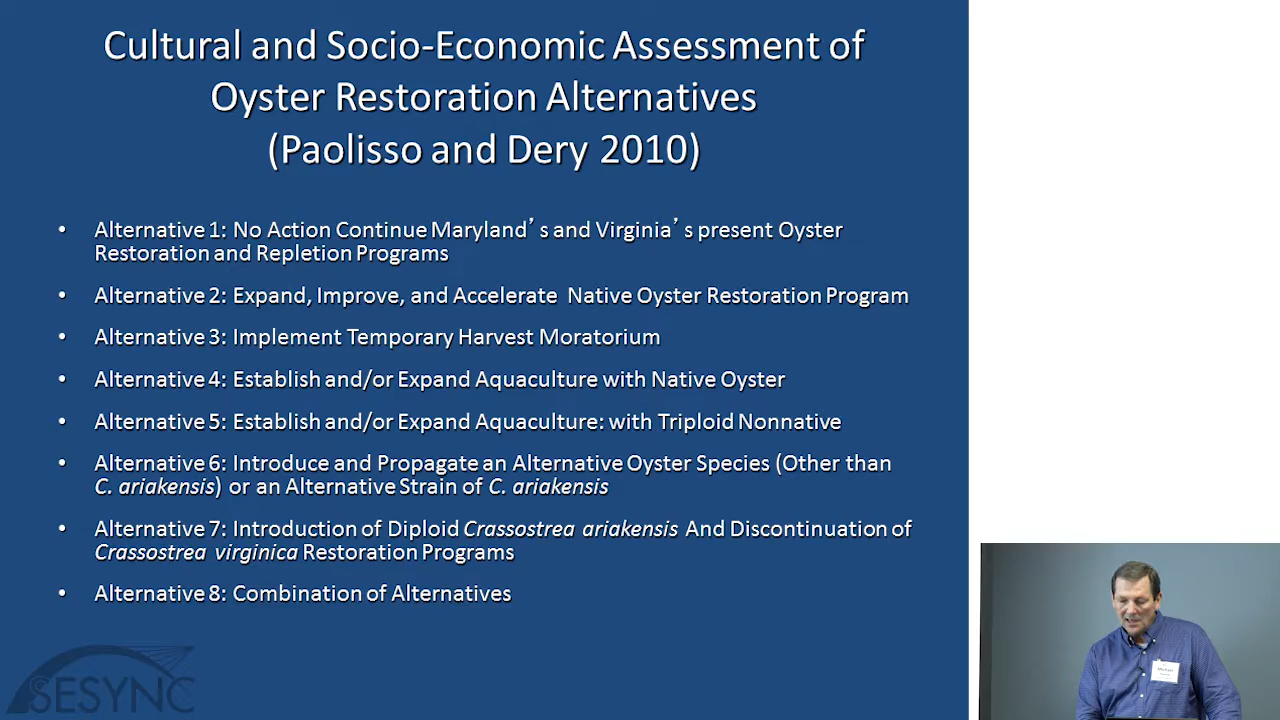 Cultural and Socio-Economic Assessment of
Oyster Restoration Alternatives
(Paolisso and Dery 2010)
• Alternative 1: No Action Continue Maryland’s and Virginia’s present Oyster
Restoration and Repletion Programs
• Alternative 2: Expand, Improve, and Accelerate Native Oyster Restoration Program
• Alternative 3: Implement Temporary Harvest Moratorium
• Alternative 4: Establish and/or Expand Aquaculture with Native Oyster
• Alternative 5: Establish and/or Expand Aquaculture: with Triploid Nonnative
• Alternative 6: Introduce and Propagate an Alternative Oyster Species (Other than
C. ariakensis) or an Alternative Strain of C. ariakensis
• Alternative 7: Introduction of Diploid Crassostrea ariakensis And Discontinuation of
Crassostrea virginica Restoration Programs
• Alternative 8: Combination of Alternatives
SESYNC
Michael